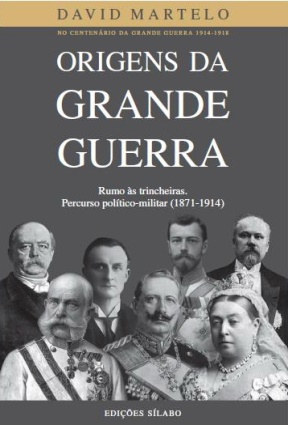 DAVID MARTELO
NO CENTENÁRIO DA GRANDE GUERRA 1914-1918
ORIGENS DA
GRANDE
GUERRA
Rumo às trincheiras.
Percurso político-militar (1871-1914)
EDIÇÕES SÍLABO